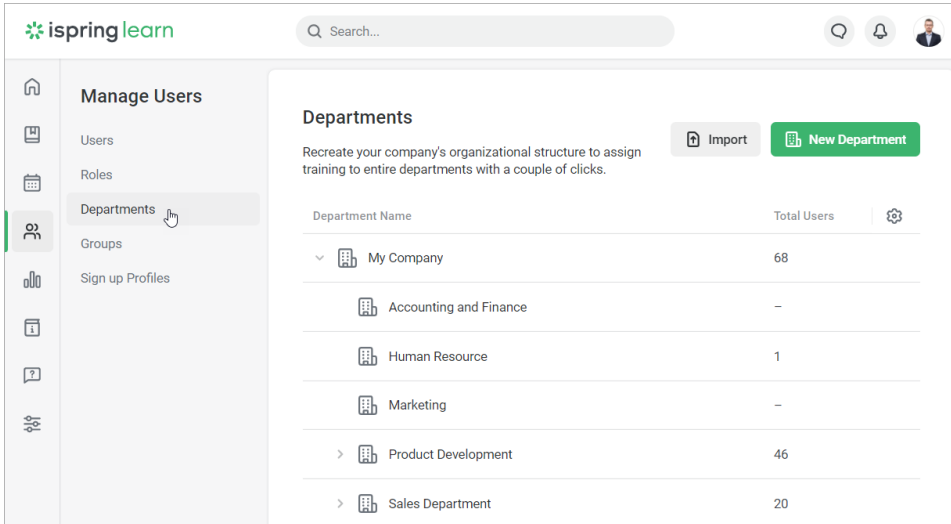 ispring learn
Search...
Manage Users
Users
Roles
Departments
Groups
Sign up Profiles
Departments
Recreate your company's organizational structure to assign
training to entire departments with a couple of clicks.
Import
New Department
Department Name Total Users
My Company 68
Accounting and Finance –
Human Resource 1
Marketing –
Product Development 46
Sales Department 20